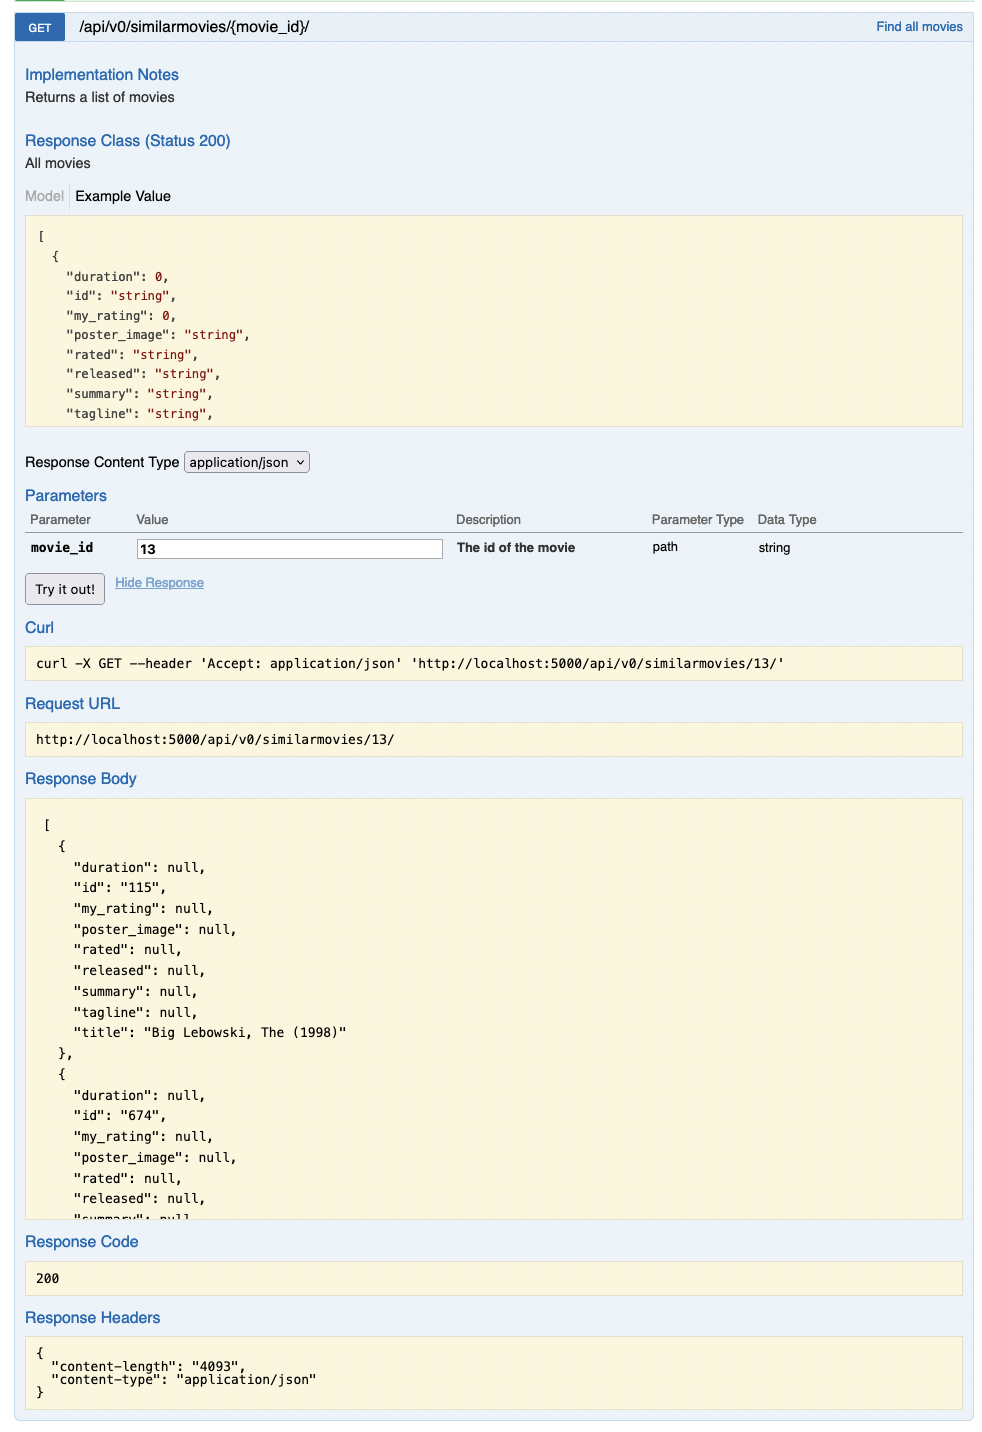 GET /api/v0/similarmovies/{movie_id}/ Find all movies
Implementation Notes
Returns a list of movies
Response Class (Status 200)
All movies
Model Example Value
[
{
"duration": 0,
"id": "string",
"my_rating": 0,
"poster_image": "string",
"rated": "string",
"released": "string",
"summary": "string",
"tagline": "string",
Response Content Type application/json
Parameters
Parameter Value Description Parameter Type Data Type
movie_id 13 The id of the movie path string
Try it out! Hide Response
Curl
curl -X GET --header 'Accept: application/json' 'http://localhost:5000/api/v0/similarmovies/13/'
Request URL
http://localhost:5000/api/v0/similarmovies/13/
Response Body
[
{
"duration": null,
"id": "115",
"my_rating": null,
"poster_image": null,
"rated": null,
"released": null,
"summary": null,
"tagline": null,
"title": "Big Lebowski, The (1998)"
},
{
"duration": null,
"id": "674",
"my_rating": null,
"poster_image": null,
"rated": null,
"released": null,
"summary": null,
Response Code
200
Response Headers
{
"content-length": "4093",
"content-type": "application/json"
}